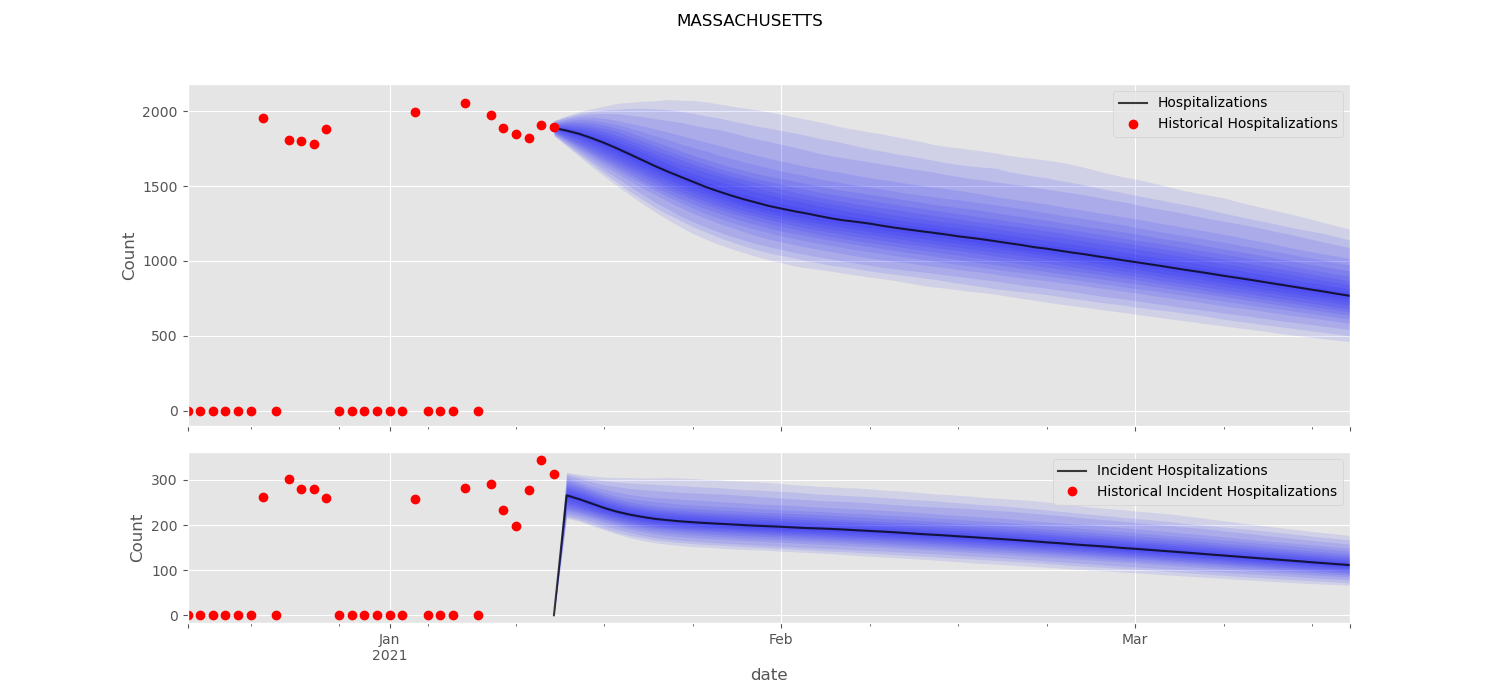 MASSACHUSETTS
2000
1500
1000
500
0
Count
Hospitalizations
Historical Hospitalizations
300
200
100
0
Count
Incident Hospitalizations
Historical Incident Hospitalizations
Jan
2021
Feb
Mar
date